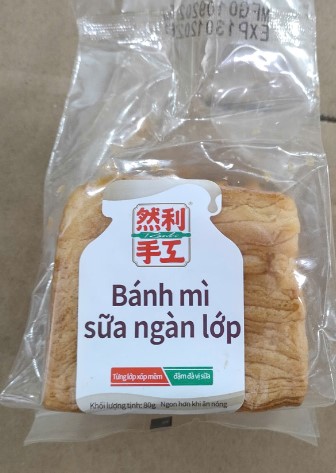 然利
手工
Bánh mì
sữa ngàn lớp
Từng lớp xốp mềm
đậm đà vị sữa
Khối lượng tịnh: 80g. Ngon hơn khi ăn nóng